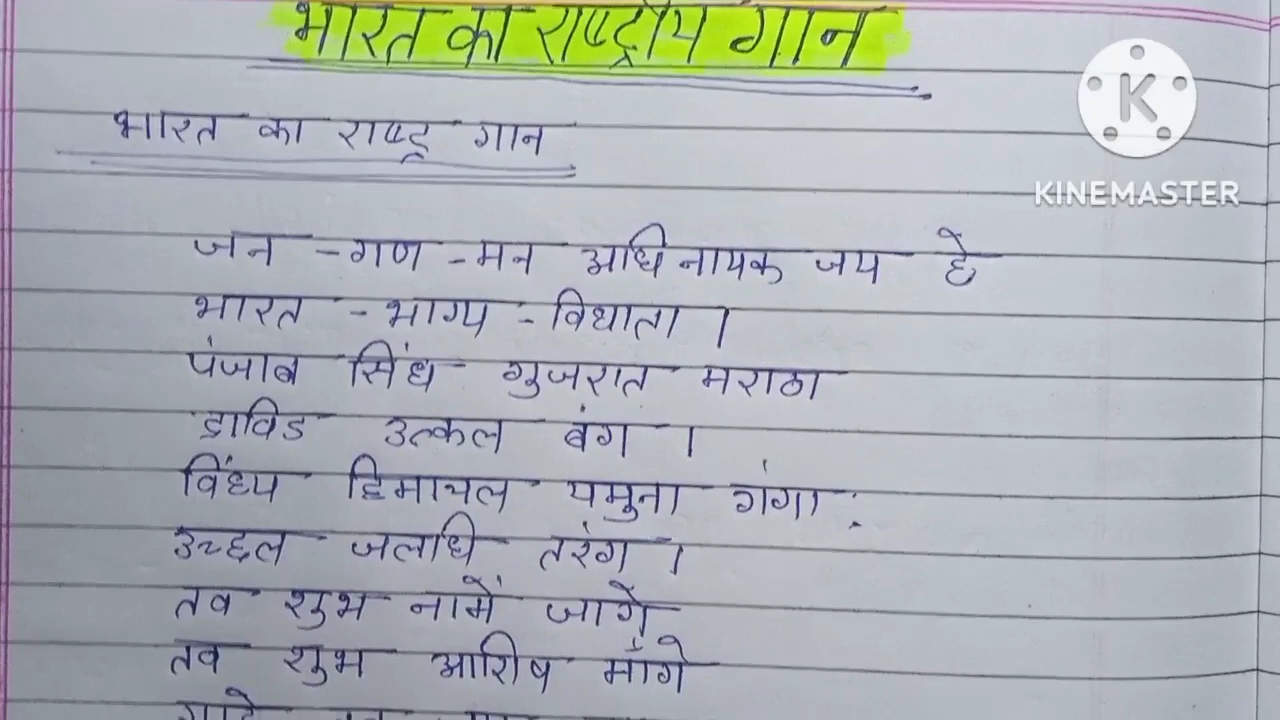 भारत का राष्ट्रीय गान
भारत का राष्ट्र गान
K
KINEMASTER
जन - गण - मन अधिनायक जय हे
भारत - भाग्य - विधाता ।
पंजाब सिंध गुजरात मराठा
द्राविड उत्कल बंग ।
विंध्य हिमाचल यमुना गंगा :
उच्छल जलधि तरंग ।
तव शुभ नामें जागे
तव शुभ आशिष माँगे
गाहे तव